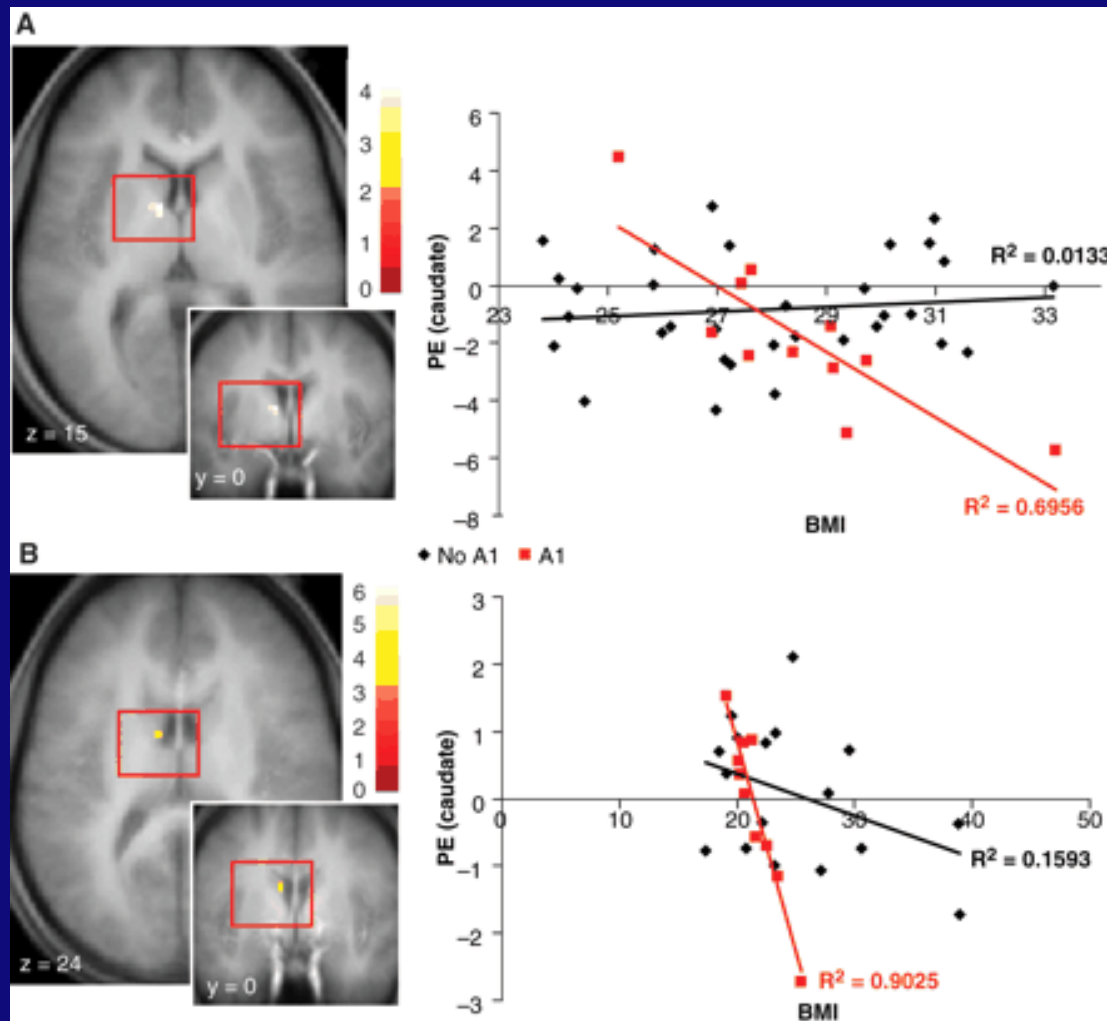 A
4
3
2
1
0
z = 15
y = 0
6
4
2
0
–2
–4
–6
–8
23
25
27
29
31
33
PE (caudate)
BMI
R² = 0.0133
R² = 0.6956
No A1
A1
B
6
5
4
3
2
1
0
z = 24
y = 0
3
2
1
0
–1
–2
–3
0
10
20
30
40
50
PE (caudate)
BMI
R² = 0.1593
R² = 0.9025